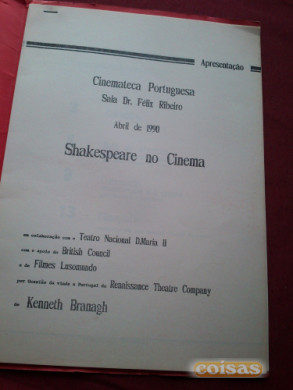 Apresentação
Cinemateca Portuguesa
Sala Dr. Félix Ribeiro
Abril de 1990
Shakespeare no Cinema
em colaboração com o Teatro Nacional D.Maria II
com o apoio do British Council
e de Filmes Lusomundo
por ocasião da vinda a Portugal da Renaissance Theatre Company
de Kenneth Branagh
coisas